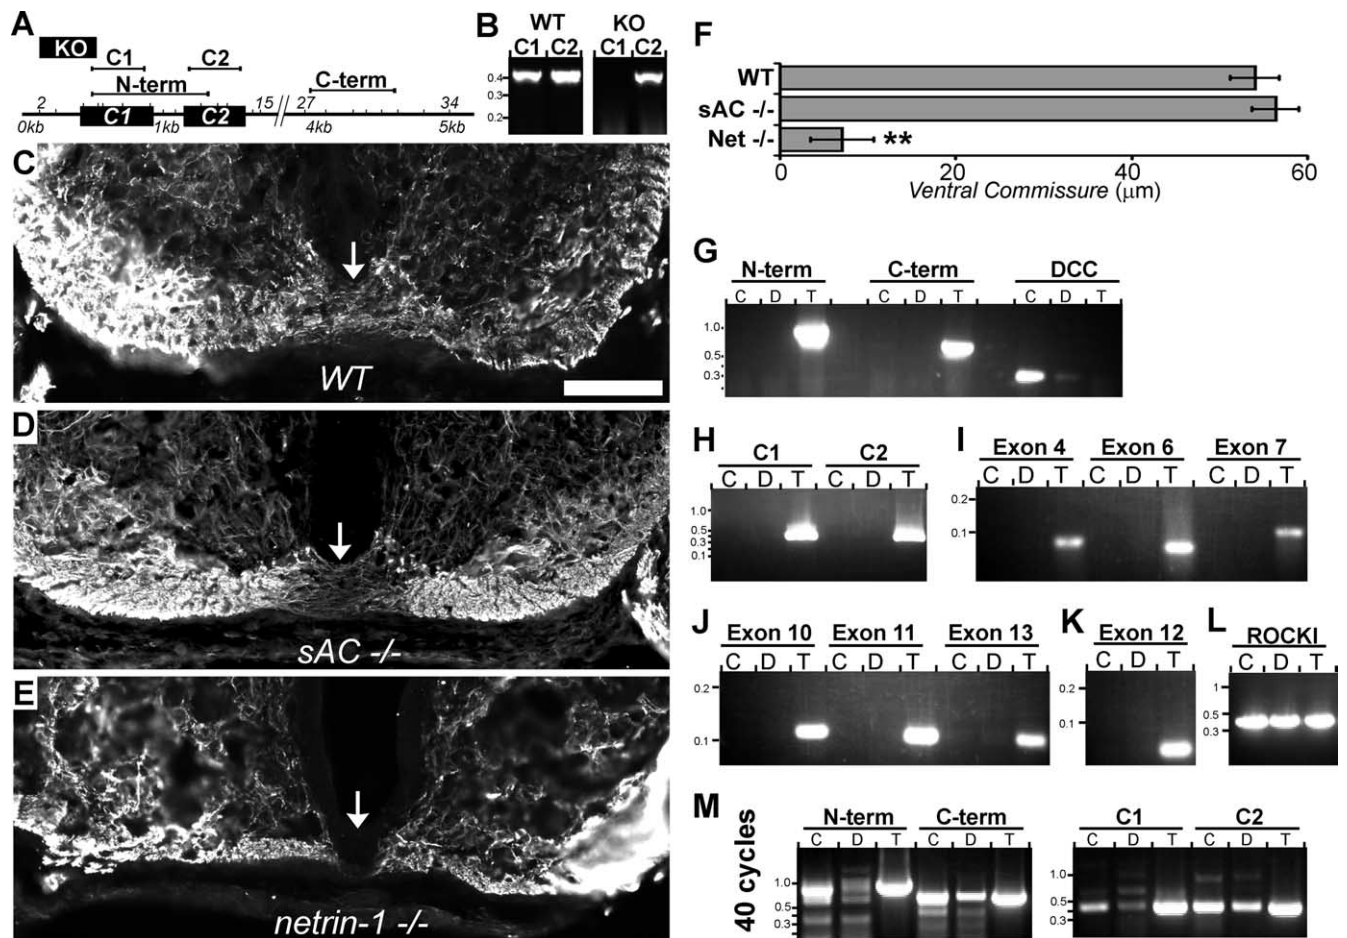 A
KO
C1
C2
N-term
C-term
2
15
27
34
C1
C2
0kb
1kb
4kb
5kb
B
WT
KO
C1 C2
C1 C2
0.4
0.3
0.2
C
WT
D
sAC -/-
E
netrin-1 -/-
F
WT
sAC -/-
Net -/-
**
0
20
40
60
Ventral Commissure (μm)
G
N-term
C-term
DCC
C D T
C D T
C D T
1.0
0.5
0.3
H
C1
C2
C D T
C D T
1.0
0.5
0.3
0.1
I
Exon 4
Exon 6
Exon 7
C D T
C D T
C D T
0.2
0.1
J
Exon 10
Exon 11
Exon 13
C D T
C D T
C D T
0.2
0.1
K
Exon 12
C D T
0.2
0.1
L
ROCKI
C D T
1
0.5
0.3
M
40 cycles
N-term
C-term
C D T
C D T
1.0
0.5
0.3
C1
C2
C D T
C D T
1.0
0.5
0.3